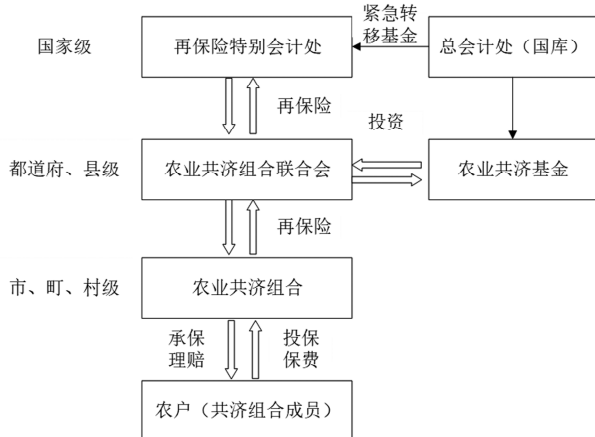 紧急转
移基金
国家级
再保险特别会计处
总会计处（国库）
再保险
投资
都道府、县级
农业共济组合联合会
农业共济基金
再保险
市、町、村级
农业共济组合
承保
理赔
投保
保费
农户（共济组合成员）